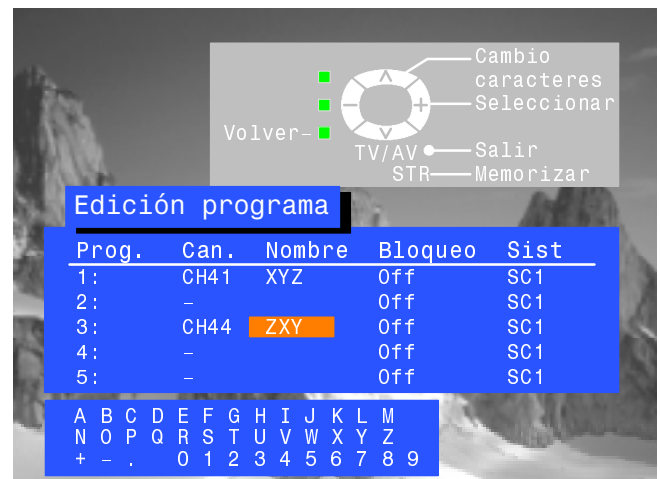 Cambio
caracteres
Seleccionar
Volver
TV/AV Salir
STR Memorizar
Edición programa
Prog. Can. Nombre Bloqueo Sist
1: CH41 XYZ Off SC1
2: – Off SC1
3: CH44 ZXY Off SC1
4: – Off SC1
5: – Off SC1
A B C D E F G H I J K L M
N O P Q R S T U V W X Y Z
+ – . 0 1 2 3 4 5 6 7 8 9